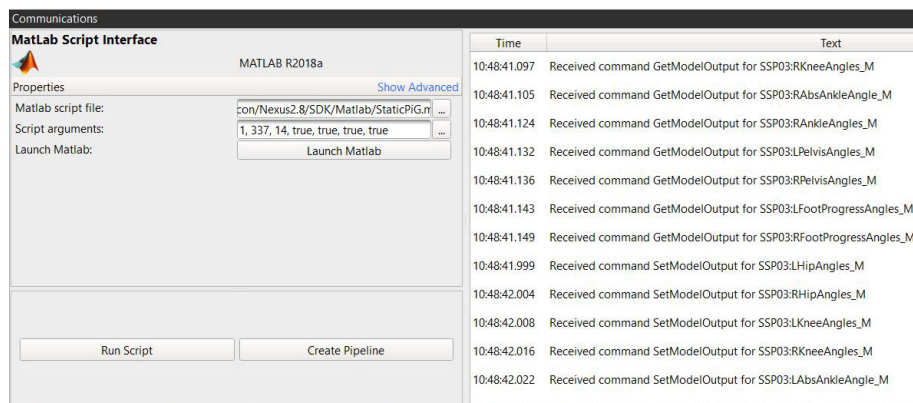 Communications
MatLab Script Interface
MATLAB R2018a
Properties Show Advanced
Matlab script file: con/Nexus2.8/SDK/Matlab/StaticPiG.m ...
Script arguments: 1, 337, 14, true, true, true, true ...
Launch Matlab: Launch Matlab
Run Script Create Pipeline
Time Text
10:48:41.097 Received command GetModelOutput for SSP03:RKneeAngles_M
10:48:41.105 Received command GetModelOutput for SSP03:RAbsAnkleAngle_M
10:48:41.124 Received command GetModelOutput for SSP03:RAnkleAngles_M
10:48:41.132 Received command GetModelOutput for SSP03:LPelvisAngles_M
10:48:41.136 Received command GetModelOutput for SSP03:RPelvisAngles_M
10:48:41.143 Received command GetModelOutput for SSP03:LFootProgressAngles_M
10:48:41.149 Received command GetModelOutput for SSP03:RFootProgressAngles_M
10:48:41.999 Received command SetModelOutput for SSP03:LHipAngles_M
10:48:42.004 Received command SetModelOutput for SSP03:RHipAngles_M
10:48:42.008 Received command SetModelOutput for SSP03:LKneeAngles_M
10:48:42.016 Received command SetModelOutput for SSP03:RKneeAngles_M
10:48:42.022 Received command SetModelOutput for SSP03:LAbsAnkleAngle_M